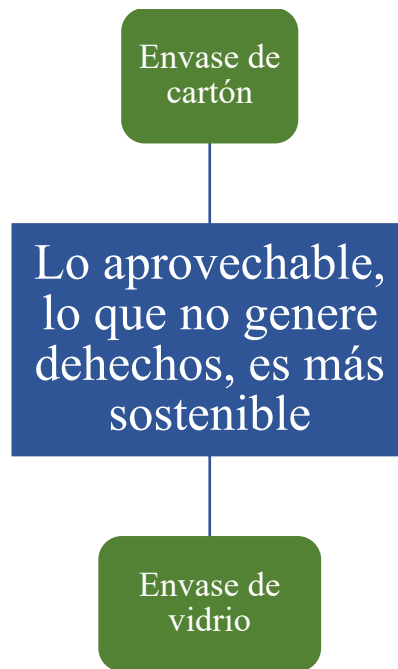 Envase de
cartón
Lo aprovechable,
lo que no genere
dehechos, es más
sostenible
Envase de
vidrio